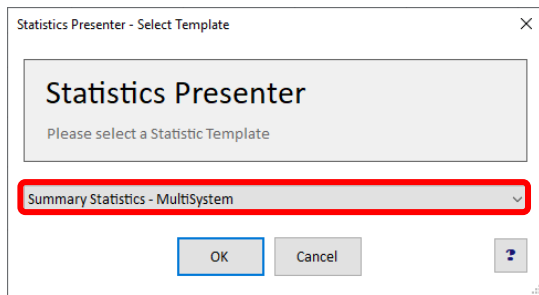 Statistics Presenter - Select Template
Statistics Presenter
Please select a Statistic Template
Summary Statistics - MultiSystem
OK Cancel ?